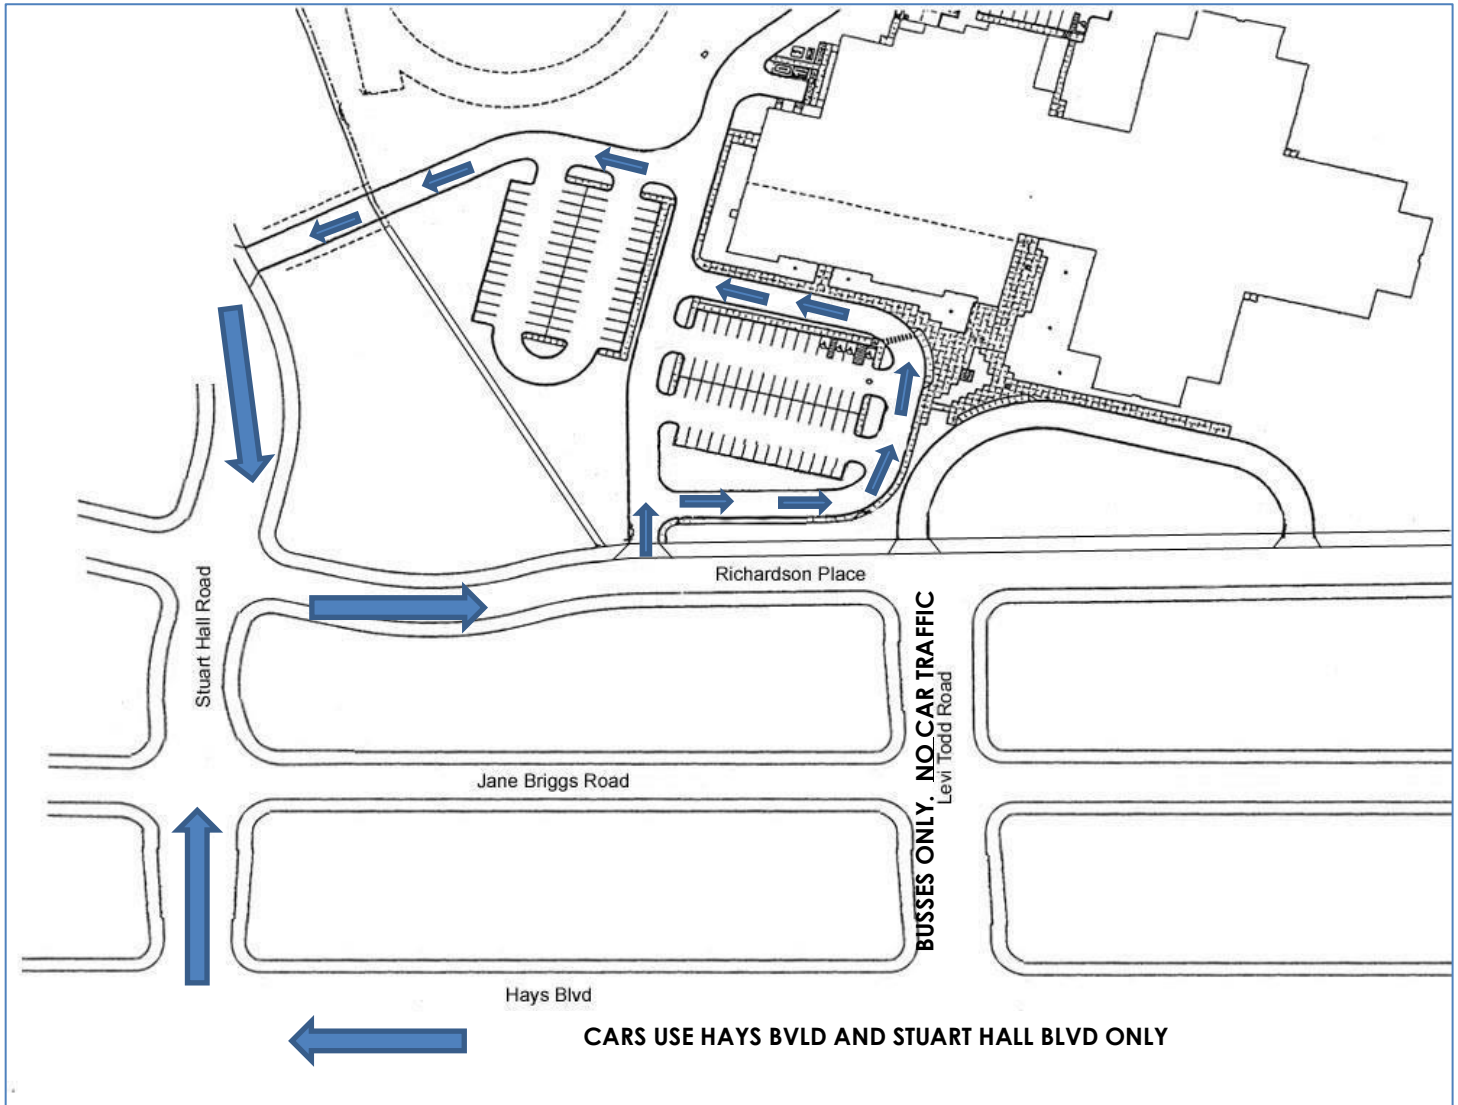 Richardson Place
Stuart Hall Road
BUSSES ONLY. NO CAR TRAFFIC
Levi Todd Road
Jane Briggs Road
Hays Blvd
CARS USE HAYS BVLD AND STUART HALL BLVD ONLY